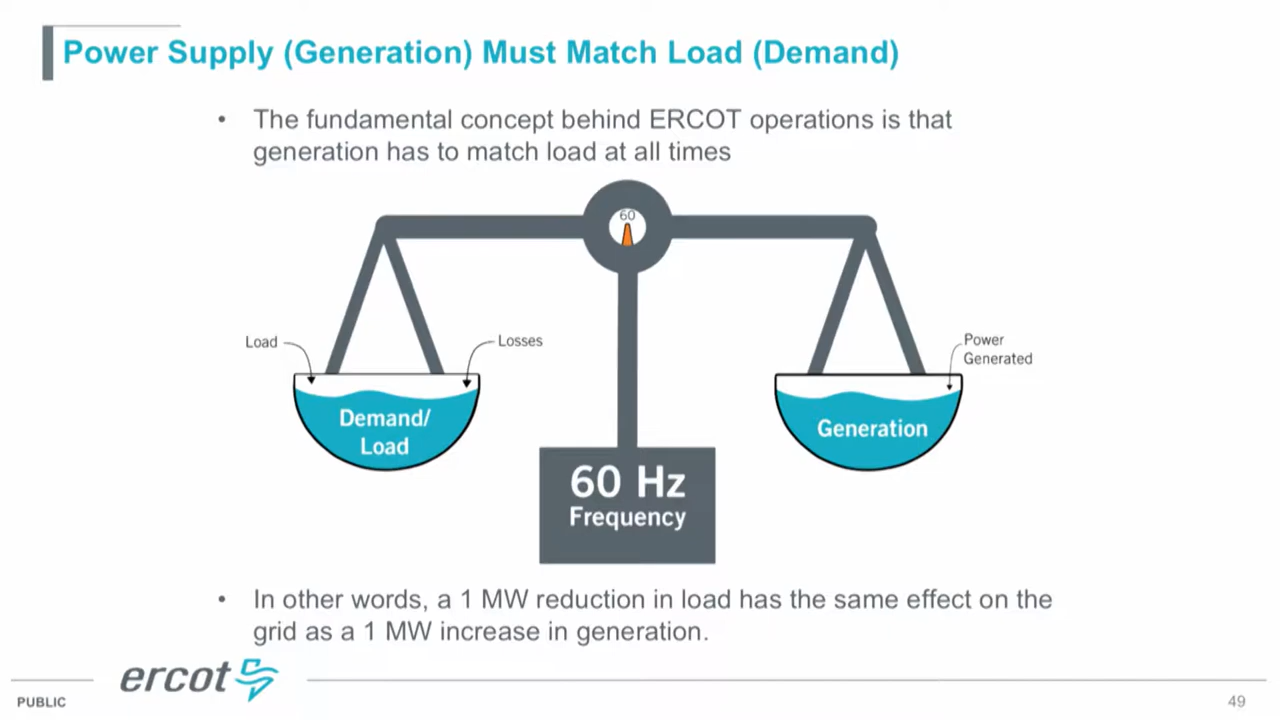 Power Supply (Generation) Must Match Load (Demand)
• The fundamental concept behind ERCOT operations is that
generation has to match load at all times
60
Load
Losses
Power
Generated
Demand/
Load
Generation
60 Hz
Frequency
• In other words, a 1 MW reduction in load has the same effect on the
grid as a 1 MW increase in generation.
ercot
PUBLIC
49